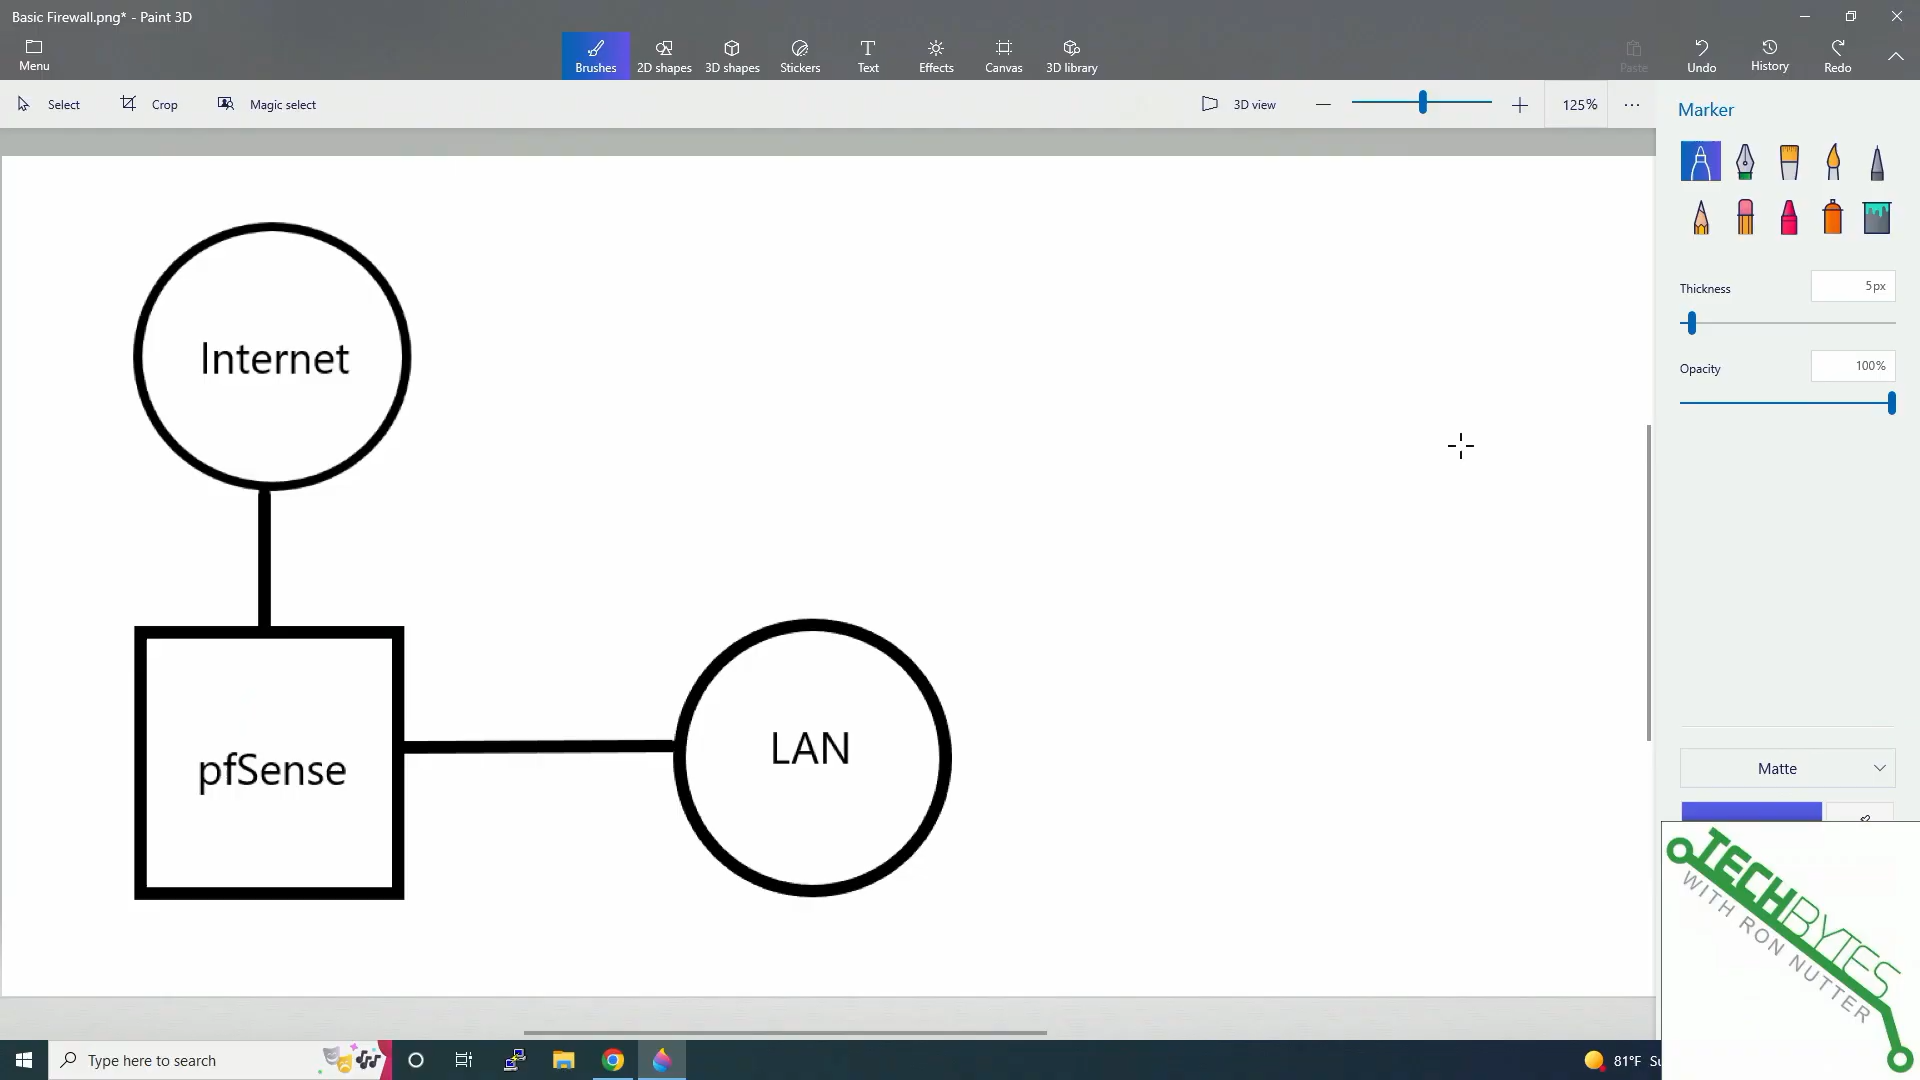 Basic Firewall.png* - Paint 3D
Menu
Brushes
2D shapes
3D shapes
Stickers
Text
Effects
Canvas
3D library
Paste
Undo
History
Redo
Select
Crop
Magic select
3D view
125%
Marker
Thickness
5px
Opacity
100%
Internet
pfSense
LAN
Matte
TECHBYTES
WITH RON NUTTER
Type here to search
81°F Su